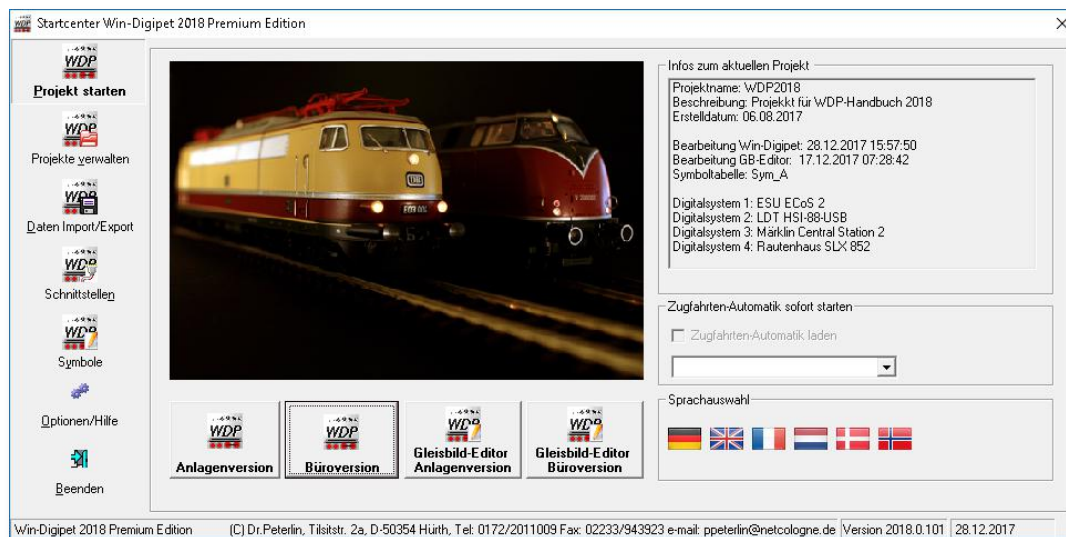 Startcenter Win-Digipet 2018 Premium Edition
WDP
Projekt starten
WDP
Projekte verwalten
WDP
Daten Import/Export
WDP
Schnittstellen
WDP
Symbole
Optionen/Hilfe
Beenden
E03 001
WDP
Anlagenversion
WDP
Büroversion
WDP
Gleisbild-Editor
Anlagenversion
WDP
Gleisbild-Editor
Büroversion
Infos zum aktuellen Projekt
Projektname: WDP2018
Beschreibung: Projekkt für WDP-Handbuch 2018
Erstelldatum: 06.08.2017
Bearbeitung Win-Digipet: 28.12.2017 15:57:50
Bearbeitung GB-Editor: 17.12.2017 07:28:42
Symboltabelle: Sym_A
Digitalsystem 1: ESU ECoS 2
Digitalsystem 2: LDT HSI-88-USB
Digitalsystem 3: Märklin Central Station 2
Digitalsystem 4: Rautenhaus SLX 852
Zugfahrten-Automatik sofort starten
Zugfahrten-Automatik laden
Sprachauswahl
Win-Digipet 2018 Premium Edition (C) Dr.Peterlin, Tilsitstr. 2a, D-50354 Hürth, Tel: 0172/2011009 Fax: 02233/943923 e-mail: ppeterlin@netcologne.de Version 2018.0.101 28.12.2017